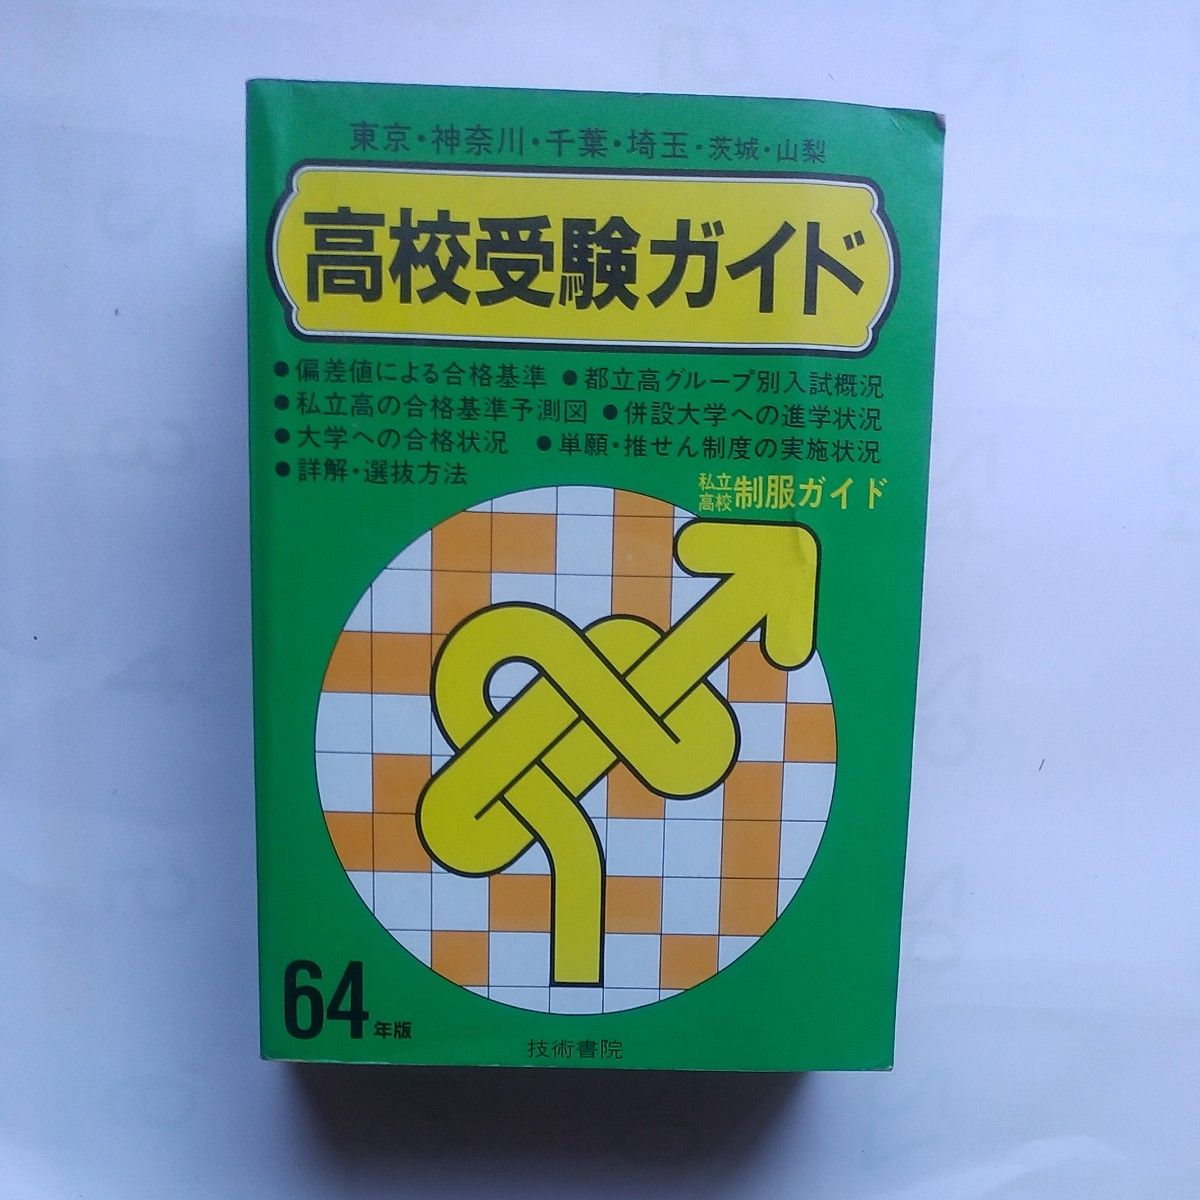 東京・神奈川・千葉・埼玉・茨城・山梨
高校受験ガイド
●偏差値による合格基準 ●都立高グループ別入試概況
●私立高の合格基準予測図 ●併設大学への進学状況
●大学への合格状況 ●単願・推せん制度の実施状況
●詳解・選抜方法
私立高校 制服ガイド
64年版
技術書院